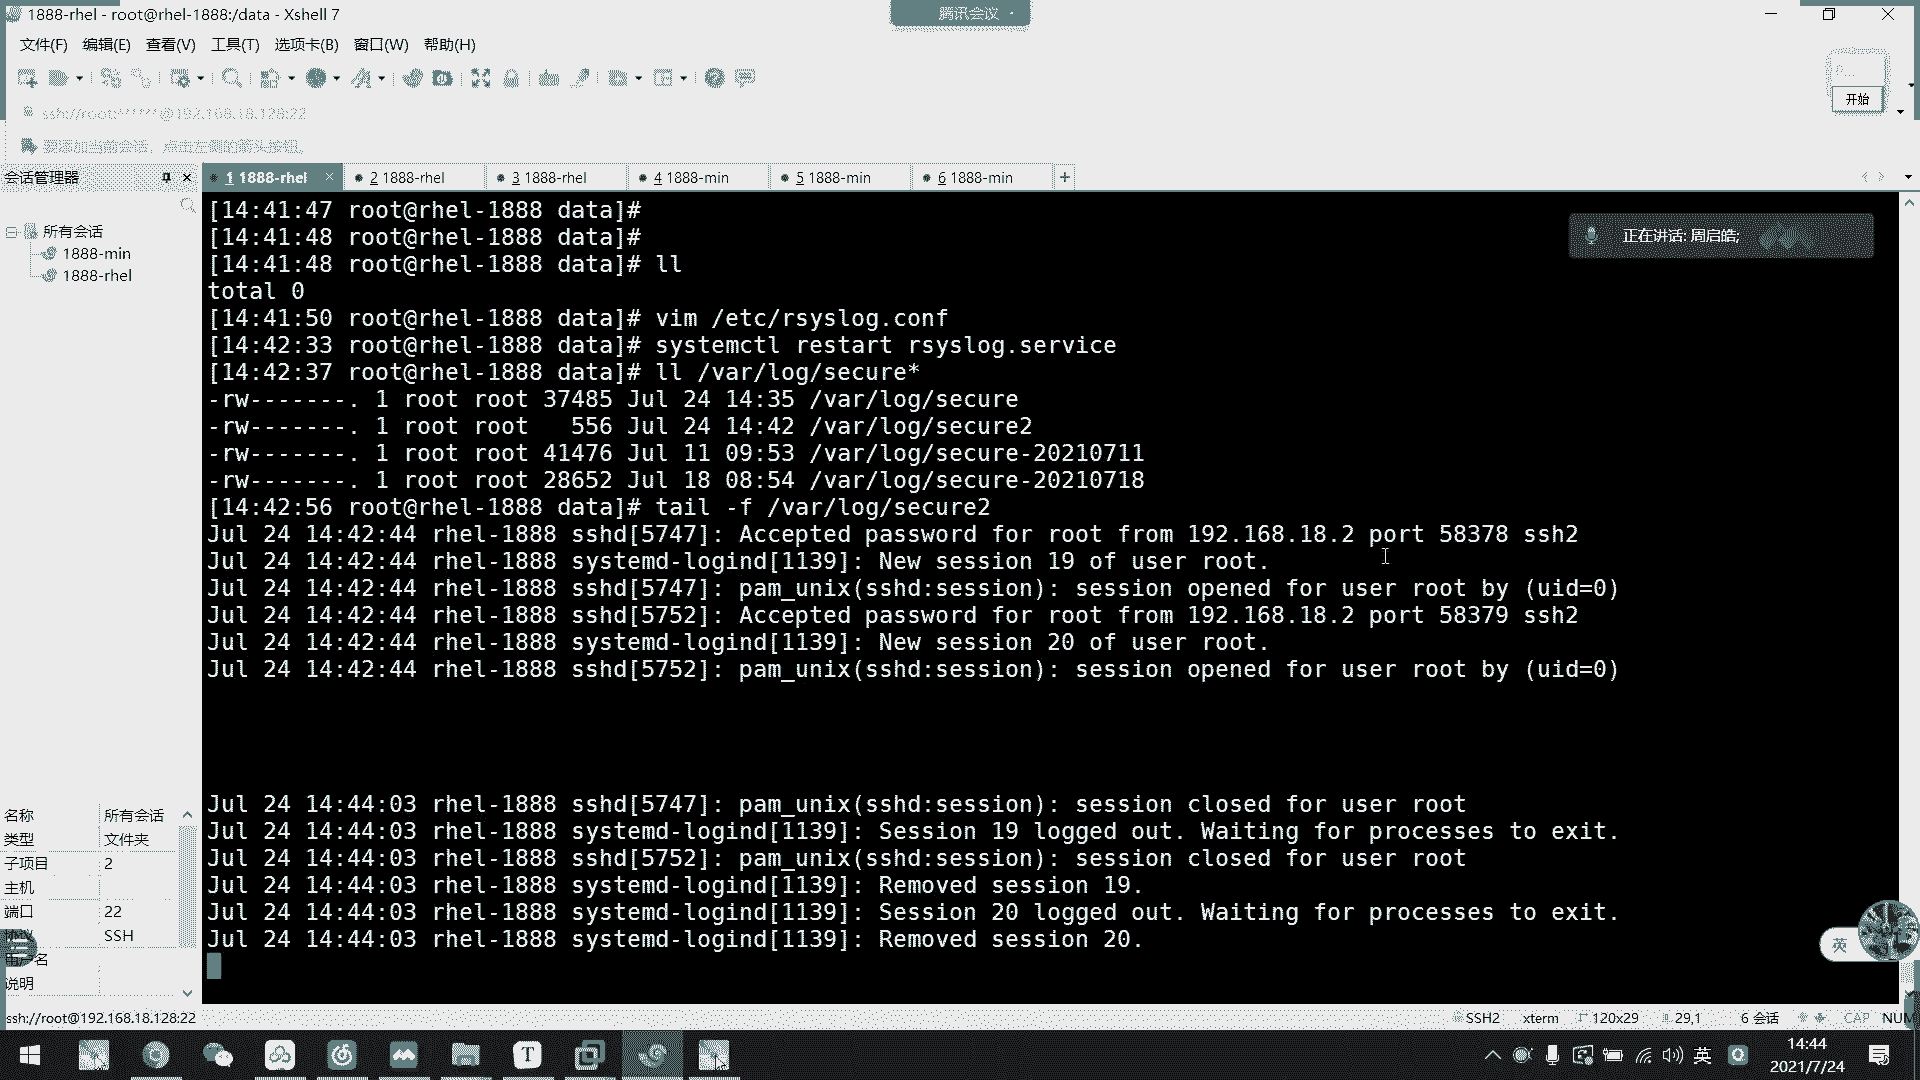 1888-rhel - root@rhel-1888:/data - Xshell 7
腾讯会议
文件(F) 编辑(E) 查看(V) 工具(T) 选项卡(B) 窗口(W) 帮助(H)
开始
ssh://root:******@192.168.18.128:22
要添加当前会话，点击左侧的箭头按钮。
会话管理器
1 1888-rhel
2 1888-rhel
3 1888-rhel
4 1888-min
5 1888-min
6 1888-min
所有会话
1888-min
1888-rhel
正在讲话: 周启皓;
[14:41:47 root@rhel-1888 data]#
[14:41:48 root@rhel-1888 data]#
[14:41:48 root@rhel-1888 data]# ll
total 0
[14:41:50 root@rhel-1888 data]# vim /etc/rsyslog.conf
[14:42:33 root@rhel-1888 data]# systemctl restart rsyslog.service
[14:42:37 root@rhel-1888 data]# ll /var/log/secure*
-rw-------. 1 root root 37485 Jul 24 14:35 /var/log/secure
-rw-------. 1 root root   556 Jul 24 14:42 /var/log/secure2
-rw-------. 1 root root 41476 Jul 11 09:53 /var/log/secure-20210711
-rw-------. 1 root root 28652 Jul 18 08:54 /var/log/secure-20210718
[14:42:56 root@rhel-1888 data]# tail -f /var/log/secure2
Jul 24 14:42:44 rhel-1888 sshd[5747]: Accepted password for root from 192.168.18.2 port 58378 ssh2
Jul 24 14:42:44 rhel-1888 systemd-logind[1139]: New session 19 of user root.
Jul 24 14:42:44 rhel-1888 sshd[5747]: pam_unix(sshd:session): session opened for user root by (uid=0)
Jul 24 14:42:44 rhel-1888 sshd[5752]: Accepted password for root from 192.168.18.2 port 58379 ssh2
Jul 24 14:42:44 rhel-1888 systemd-logind[1139]: New session 20 of user root.
Jul 24 14:42:44 rhel-1888 sshd[5752]: pam_unix(sshd:session): session opened for user root by (uid=0)
Jul 24 14:44:03 rhel-1888 sshd[5747]: pam_unix(sshd:session): session closed for user root
Jul 24 14:44:03 rhel-1888 systemd-logind[1139]: Session 19 logged out. Waiting for processes to exit.
Jul 24 14:44:03 rhel-1888 sshd[5752]: pam_unix(sshd:session): session closed for user root
Jul 24 14:44:03 rhel-1888 systemd-logind[1139]: Removed session 19.
Jul 24 14:44:03 rhel-1888 systemd-logind[1139]: Session 20 logged out. Waiting for processes to exit.
Jul 24 14:44:03 rhel-1888 systemd-logind[1139]: Removed session 20.
名称 所有会话
类型 文件夹
子项目 2
主机
端口 22
协议 SSH
用户名
说明
英
ssh://root@192.168.18.128:22
SSH2 xterm 120x29 29,1 6 会话 CAP NUM
英
14:44
2021/7/24